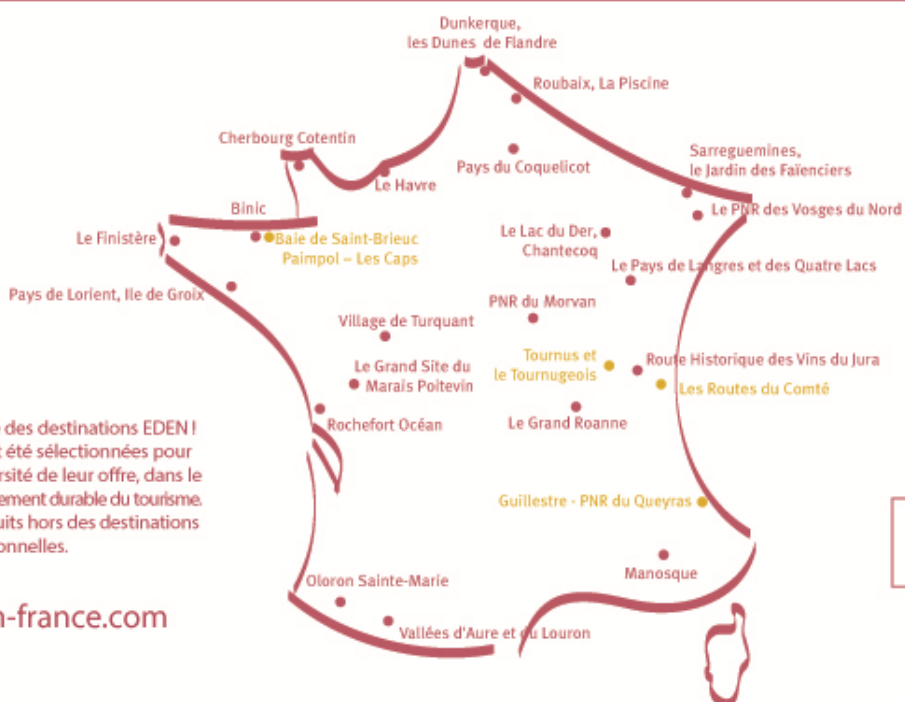 Dunkerque,
les Dunes de Flandre
Roubaix, La Piscine
Cherbourg Cotentin
Le Havre
Pays du Coquelicot
Sarreguemines,
le Jardin des Faïenciers
Binic
Le PNR des Vosges du Nord
Le Finistère
Baie de Saint-Brieuc
Paimpol – Les Caps
Le Lac du Der,
Chantecoq
Le Pays de Langres et des Quatre Lacs
Pays de Lorient, Ile de Groix
PNR du Morvan
Village de Turquant
Tournus et
le Tournugeois
Route Historique des Vins du Jura
Le Grand Site du
Marais Poitevin
Les Routes du Comté
Rochefort Océan
Le Grand Roanne
des destinations EDEN !
été sélectionnées pour
de leur offre, dans le
durable du tourisme.
hors des destinations
Guillestre - PNR du Queyras
Manosque
Oloron Sainte-Marie
-france.com
Vallées d'Aure et du Louron